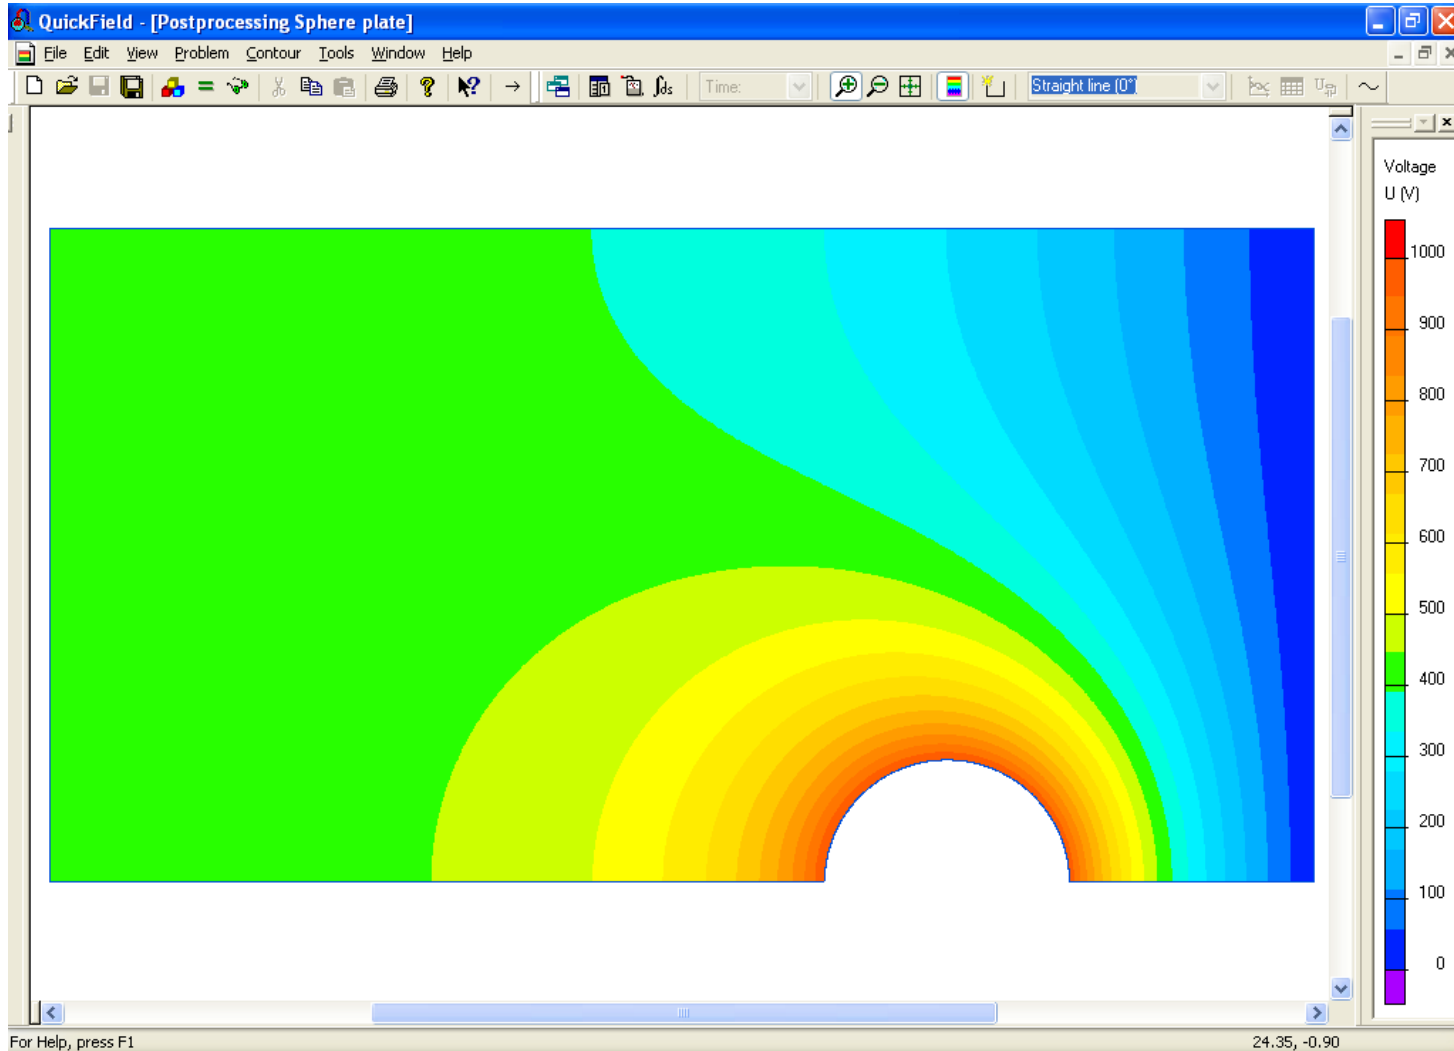 QuickField - [Postprocessing Sphere plate]
File Edit View Problem Contour Tools Window Help
Time: Straight line (0°)
Voltage
U (V)
1000
900
800
700
600
500
400
300
200
100
0
For Help, press F1 24.35, -0.90